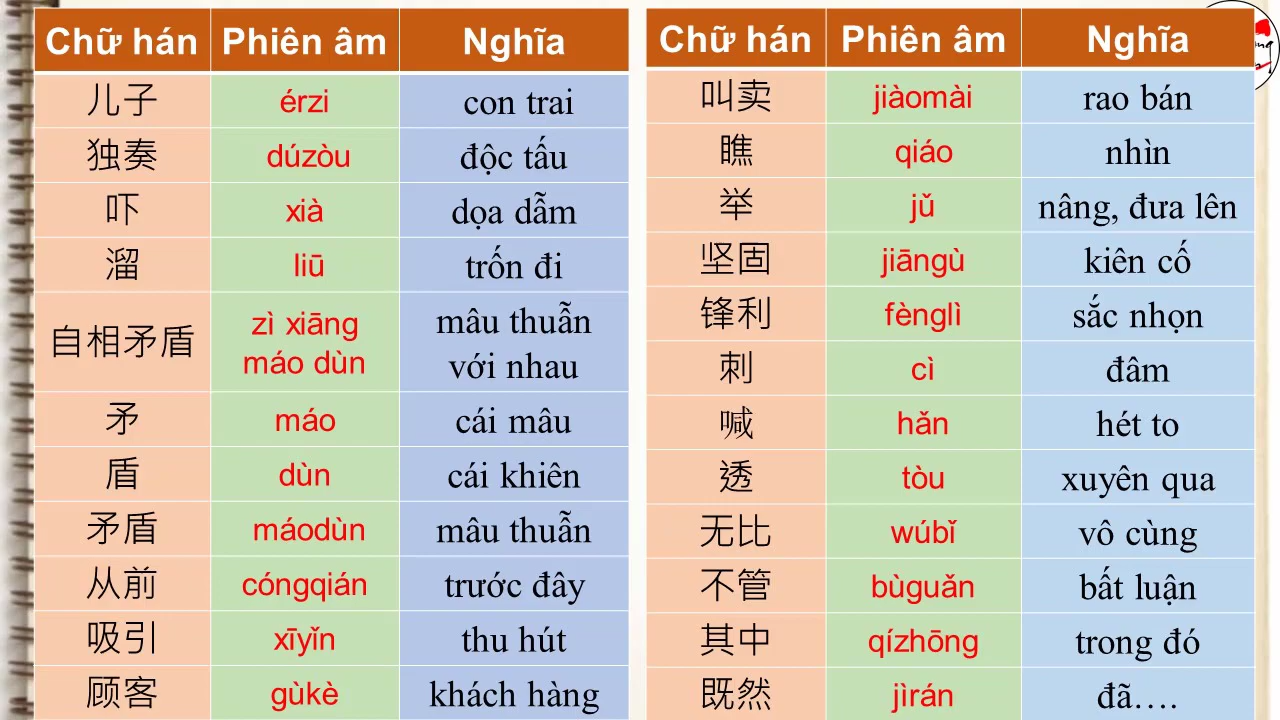 Chữ hán Phiên âm Nghĩa
儿子 érzi con trai
独奏 dúzòu độc tấu
吓 xià dọa dẫm
溜 liū trốn đi
自相矛盾 zì xiāng máo dùn mâu thuẫn với nhau
矛 máo cái mâu
盾 dùn cái khiên
矛盾 máodùn mâu thuẫn
从前 cóngqián trước đây
吸引 xīyǐn thu hút
顾客 gùkè khách hàng
Chữ hán Phiên âm Nghĩa
叫卖 jiàomài rao bán
瞧 qiáo nhìn
举 jǔ nâng, đưa lên
坚固 jiāngù kiên cố
锋利 fènglì sắc nhọn
刺 cì đâm
喊 hǎn hét to
透 tòu xuyên qua
无比 wúbǐ vô cùng
不管 bùguǎn bất luận
其中 qízhōng trong đó
既然 jìrán đã….